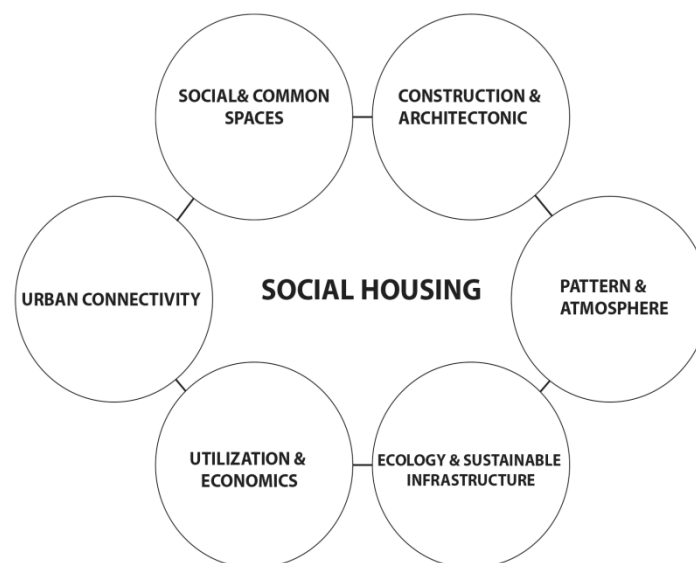 SOCIAL& COMMON
SPACES
CONSTRUCTION &
ARCHITECTONIC
URBAN CONNECTIVITY
SOCIAL HOUSING
PATTERN &
ATMOSPHERE
UTILIZATION &
ECONOMICS
ECOLOGY & SUSTAINABLE
INFRASTRUCTURE